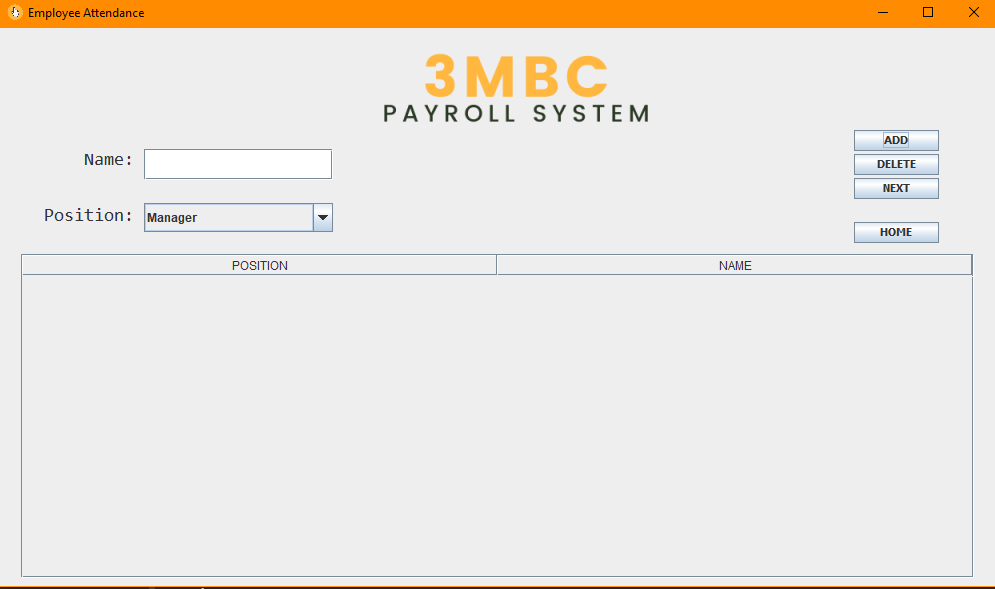 Employee Attendance
3MBC
PAYROLL SYSTEM
Name:
Position:
Manager
ADD
DELETE
NEXT
HOME
POSITION NAME